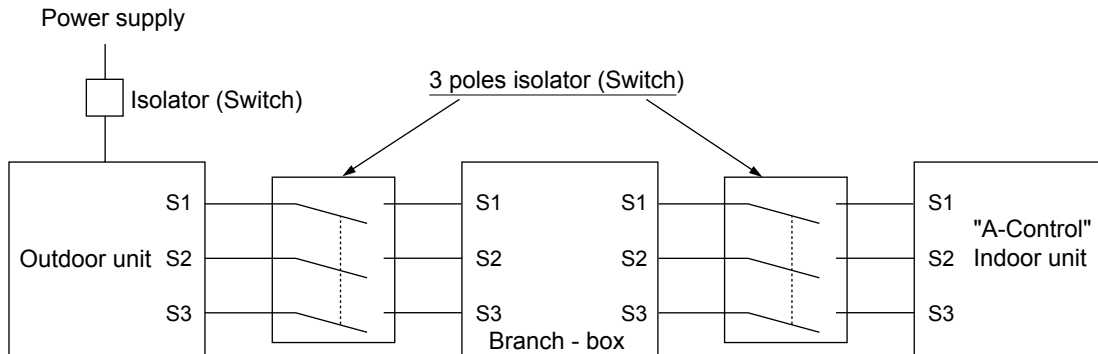 Power supply
Isolator (Switch)
3 poles isolator (Switch)
S1 S1 S1 S1
Outdoor unit S2 S2 S2 S2 "A-Control"
Indoor unit
S3 S3 S3 S3
Branch - box